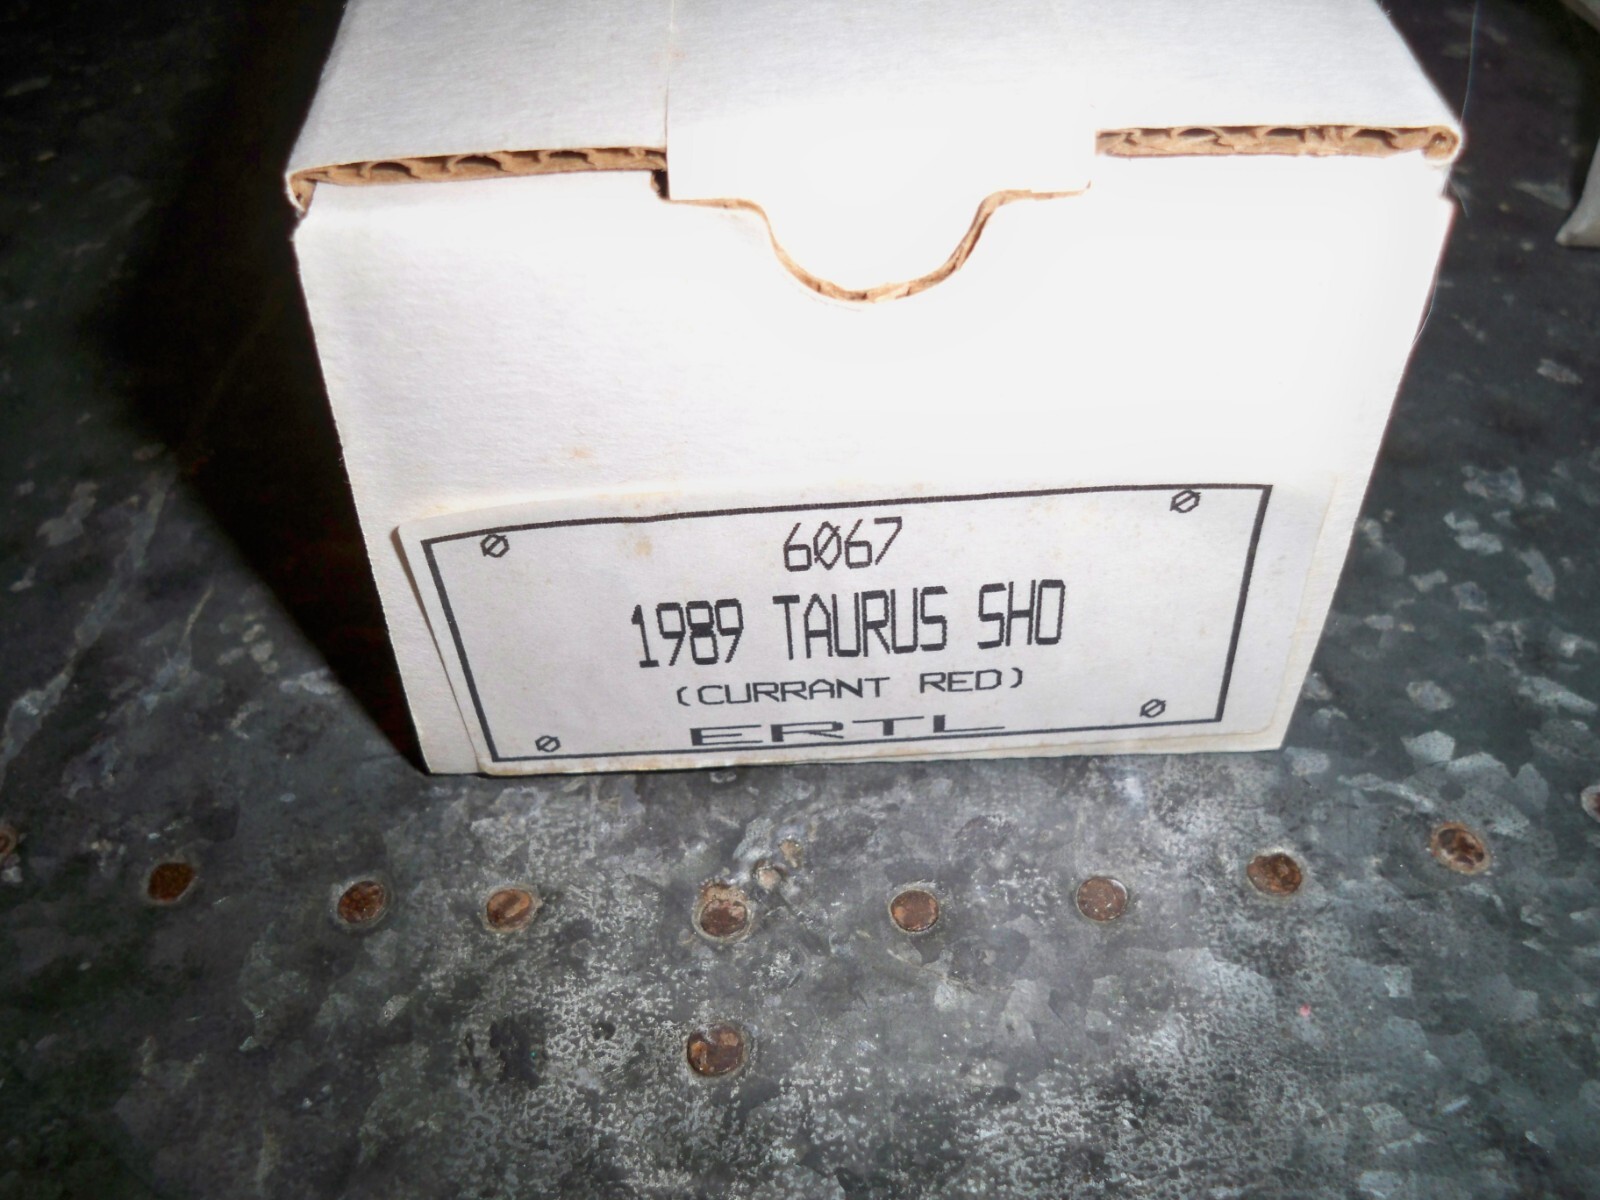 6067
1989 TAURUS SHO
(CURRANT RED)
ERTL